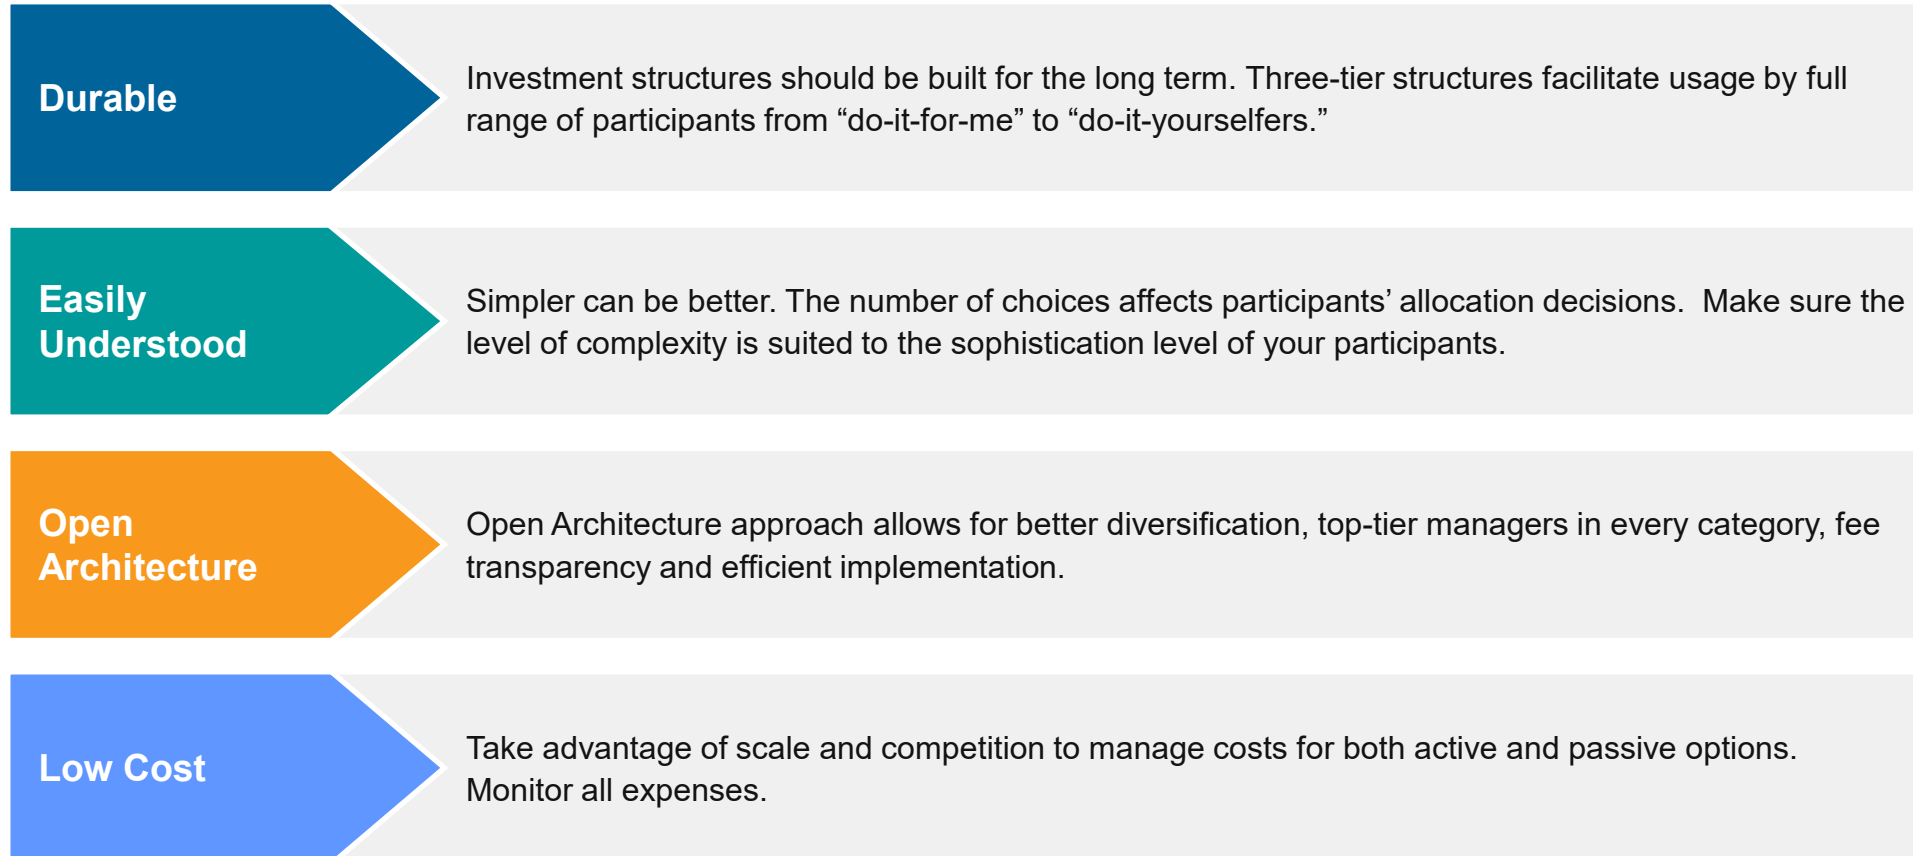 Durable
Investment structures should be built for the long term. Three-tier structures facilitate usage by full
range of participants from “do-it-for-me” to “do-it-yourselfers.”
Easily
Understood
Simpler can be better. The number of choices affects participants’ allocation decisions.  Make sure the
level of complexity is suited to the sophistication level of your participants.
Open
Architecture
Open Architecture approach allows for better diversification, top-tier managers in every category, fee
transparency and efficient implementation.
Low Cost
Take advantage of scale and competition to manage costs for both active and passive options.
Monitor all expenses.